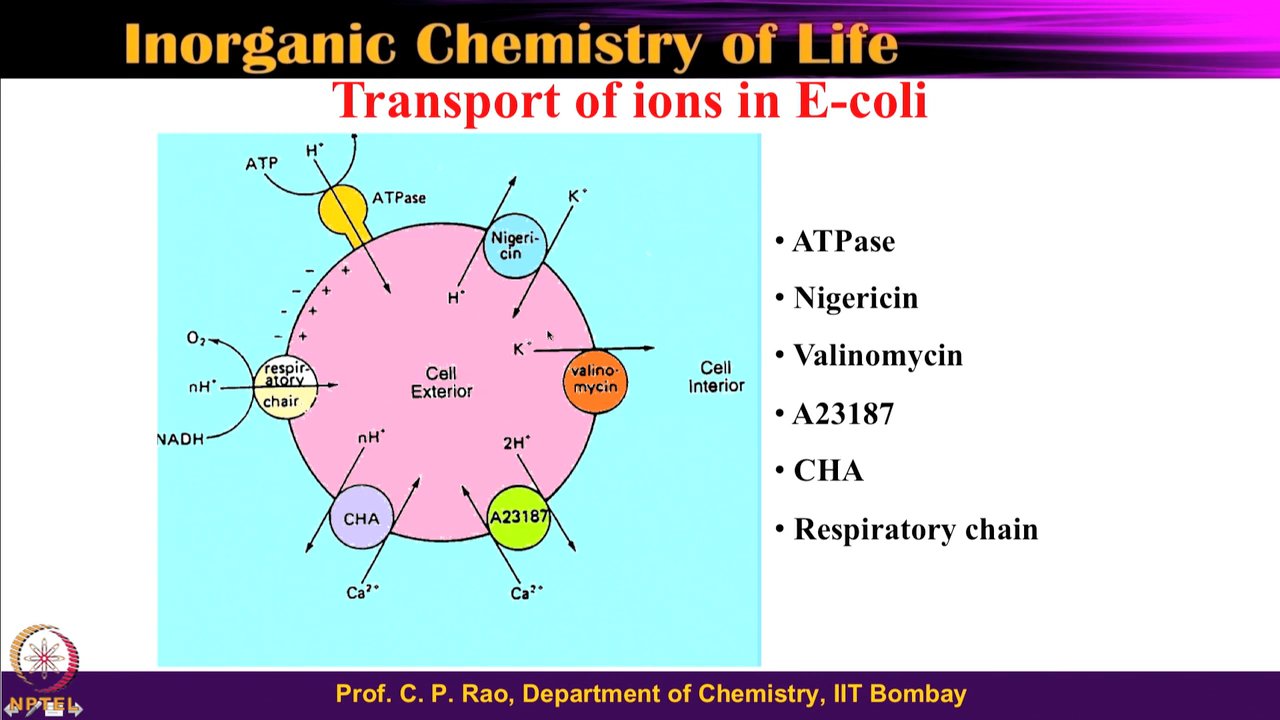 Inorganic Chemistry of Life
Transport of ions in E-coli
ATP
H⁺
ATPase
K⁺
Nigeri-
cin
H⁺
- + - + - + - +
O₂
nH⁺
NADH
respir-
atory
chair
Cell
Exterior
K⁺
valino-
mycin
Cell
Interior
nH⁺
2H⁺
CHA
A23187
Ca²⁺
Ca²⁺
• ATPase
• Nigericin
• Valinomycin
• A23187
• CHA
• Respiratory chain
NPTEL
Prof. C. P. Rao, Department of Chemistry, IIT Bombay